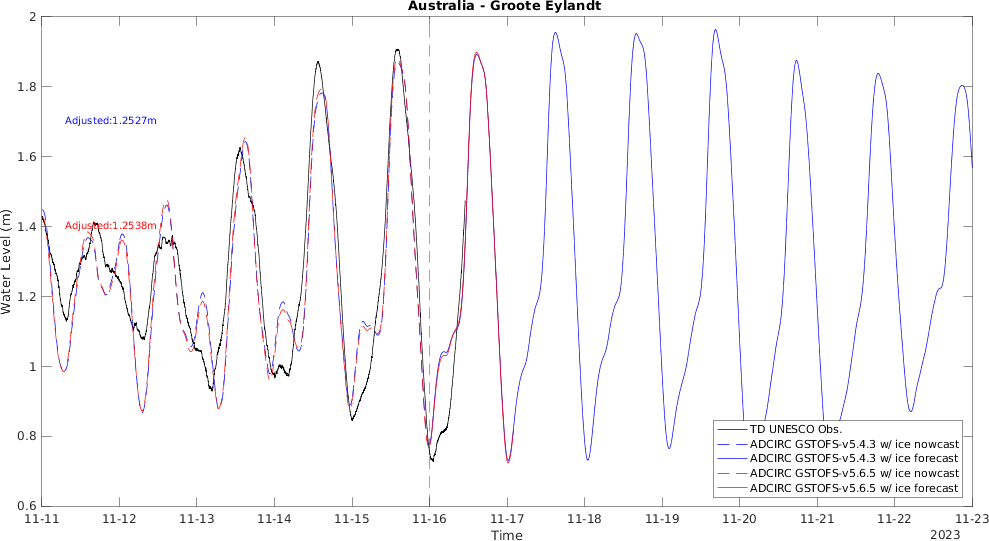 Australia - Groote Eylandt
2
1.8
1.6
1.4
1.2
1
0.8
0.6
Water Level (m)
Adjusted:1.2527m
Adjusted:1.2538m
TD UNESCO Obs.
ADCIRC GSTOFS-v5.4.3 w/ ice nowcast
ADCIRC GSTOFS-v5.4.3 w/ ice forecast
ADCIRC GSTOFS-v5.6.5 w/ ice nowcast
ADCIRC GSTOFS-v5.6.5 w/ ice forecast
11-11 11-12 11-13 11-14 11-15 11-16 11-17 11-18 11-19 11-20 11-21 11-22 11-23
Time
2023